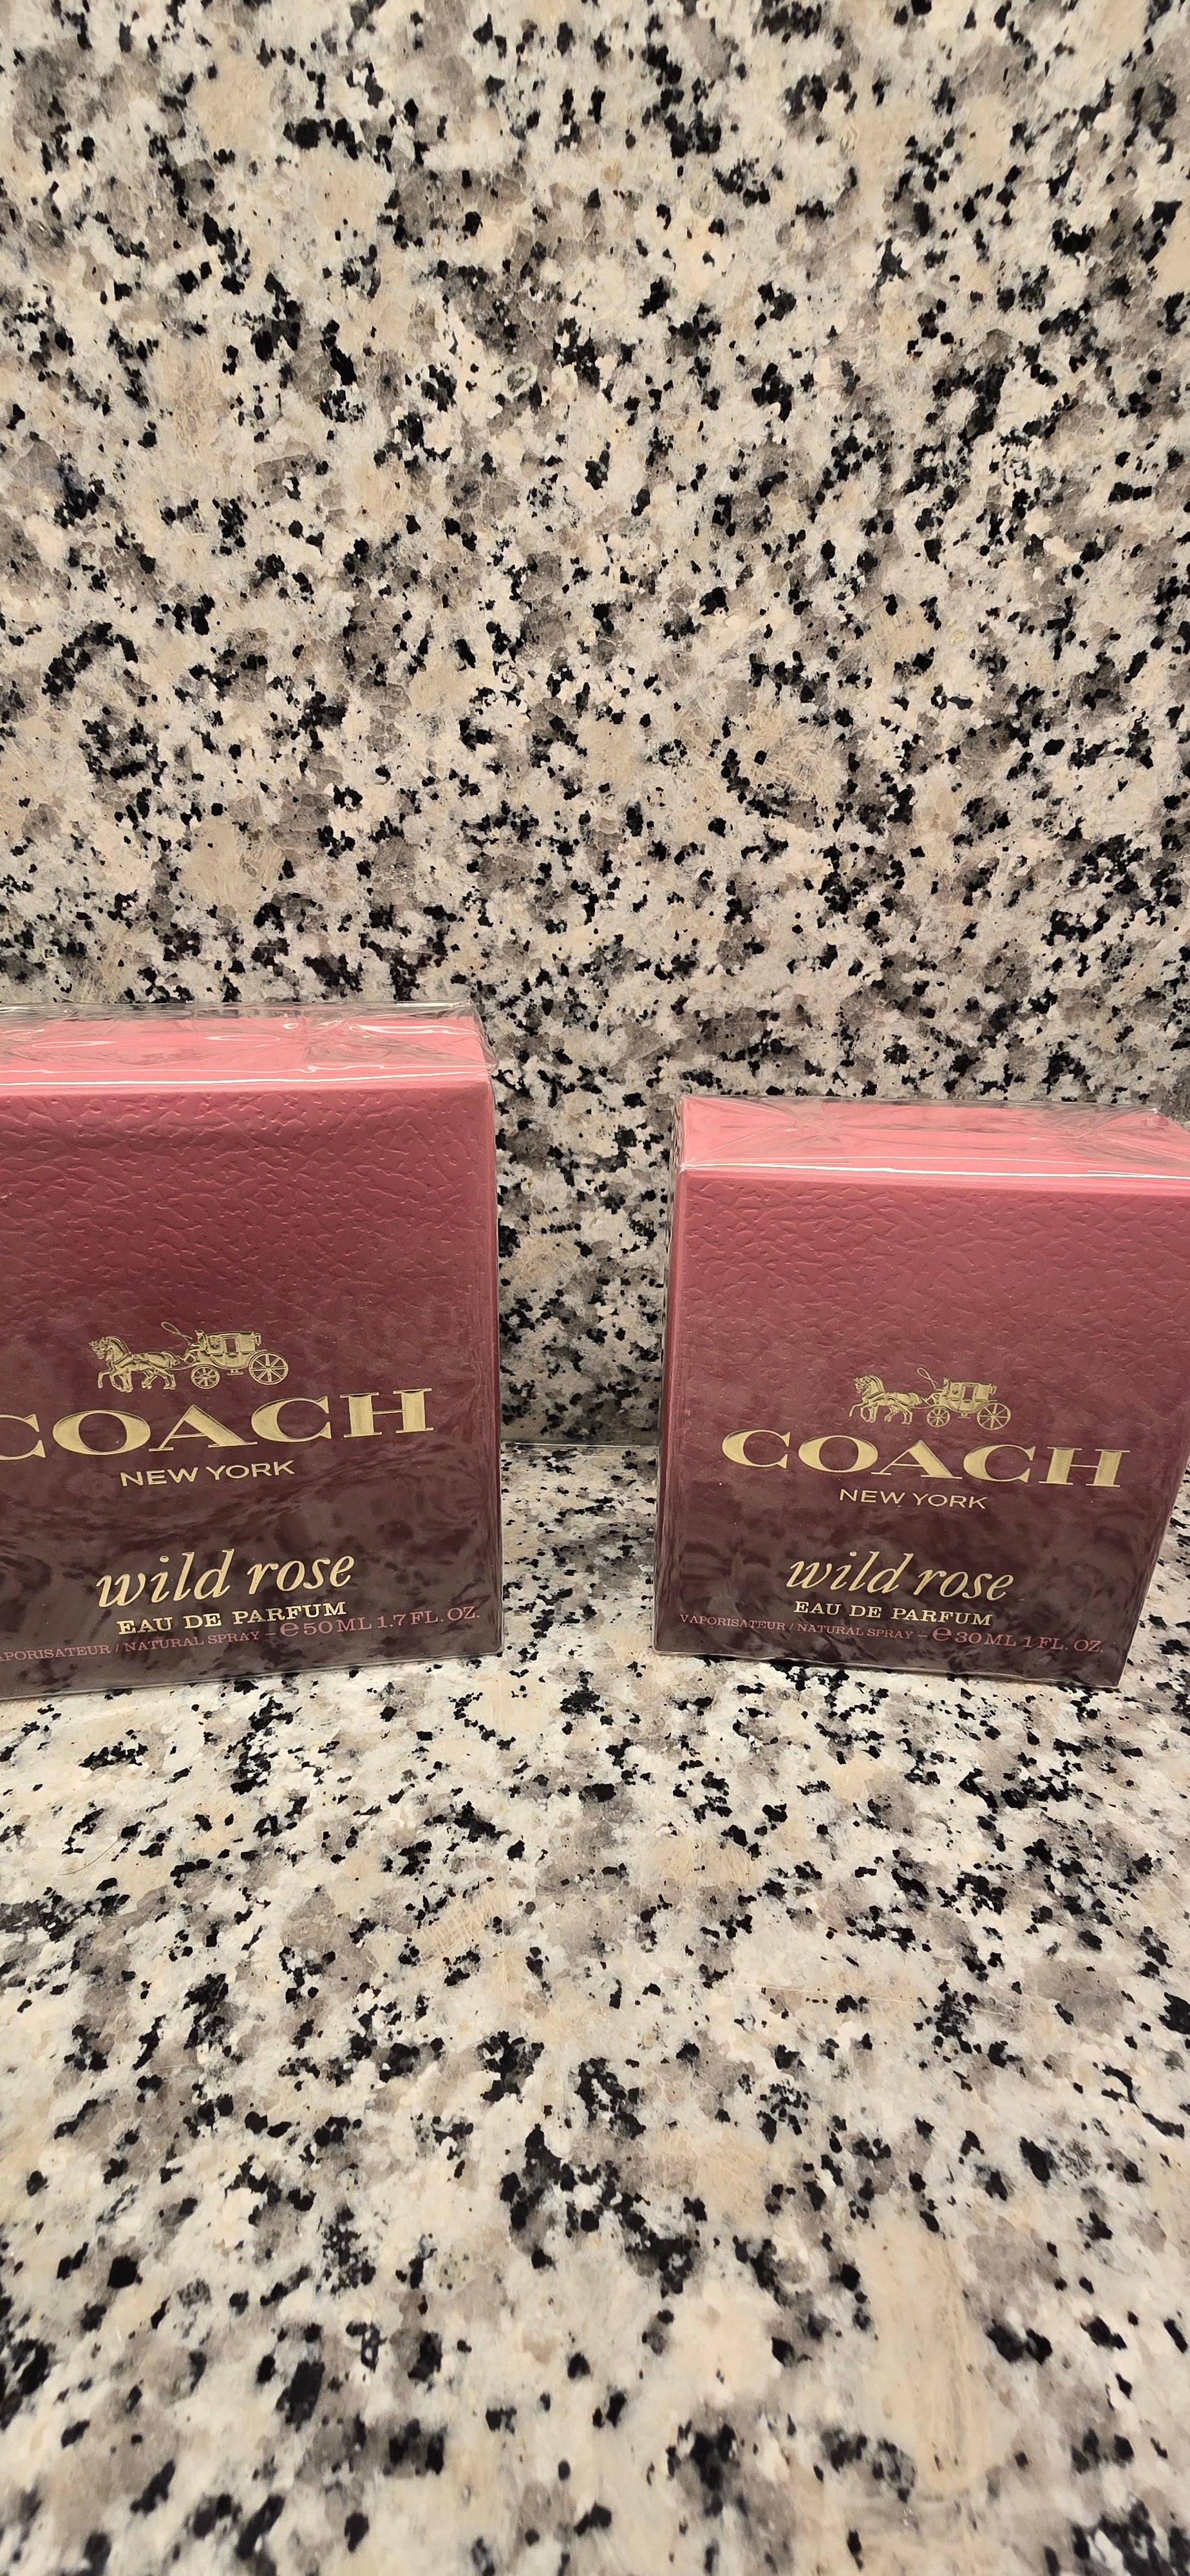 COACH
NEW YORK
wild rose
EAU DE PARFUM
VAPORISATEUR / NATURAL SPRAY – ℮ 50 ML 1.7 FL. OZ.
COACH
NEW YORK
wild rose
EAU DE PARFUM
VAPORISATEUR / NATURAL SPRAY – ℮ 30 ML 1 FL. OZ.